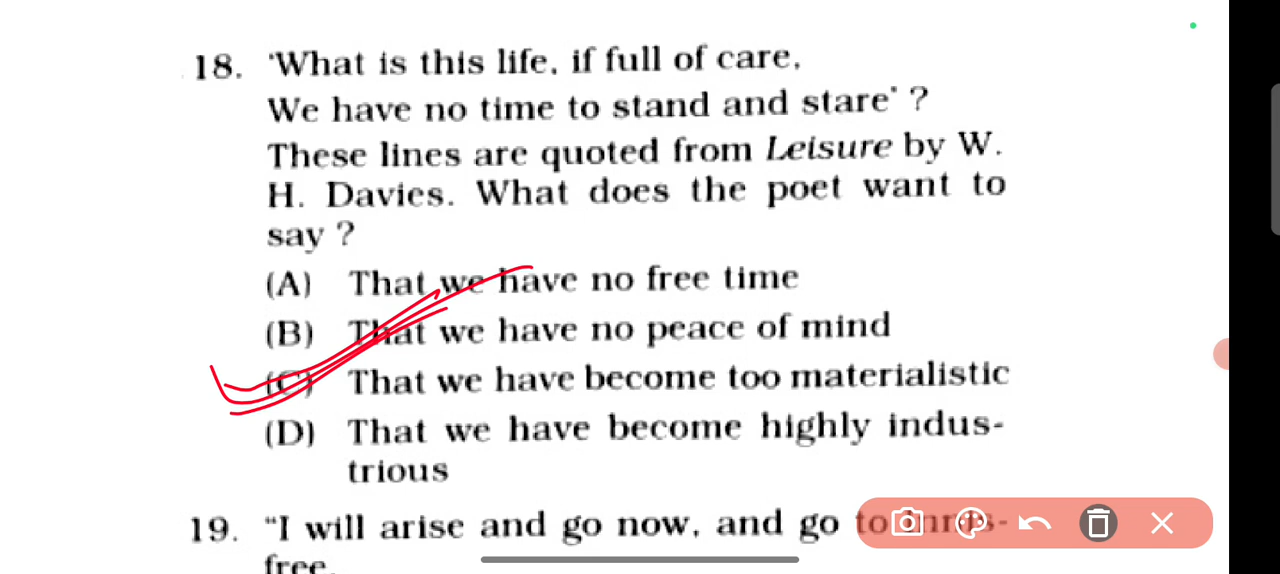 18. 'What is this life, if full of care,
We have no time to stand and stare' ?
These lines are quoted from Leisure by W.
H. Davies. What does the poet want to
say ?
(A) That we have no free time
(B) That we have no peace of mind
(C) That we have become too materialistic
(D) That we have become highly indus-
trious
19. "I will arise and go now, and go to
free,